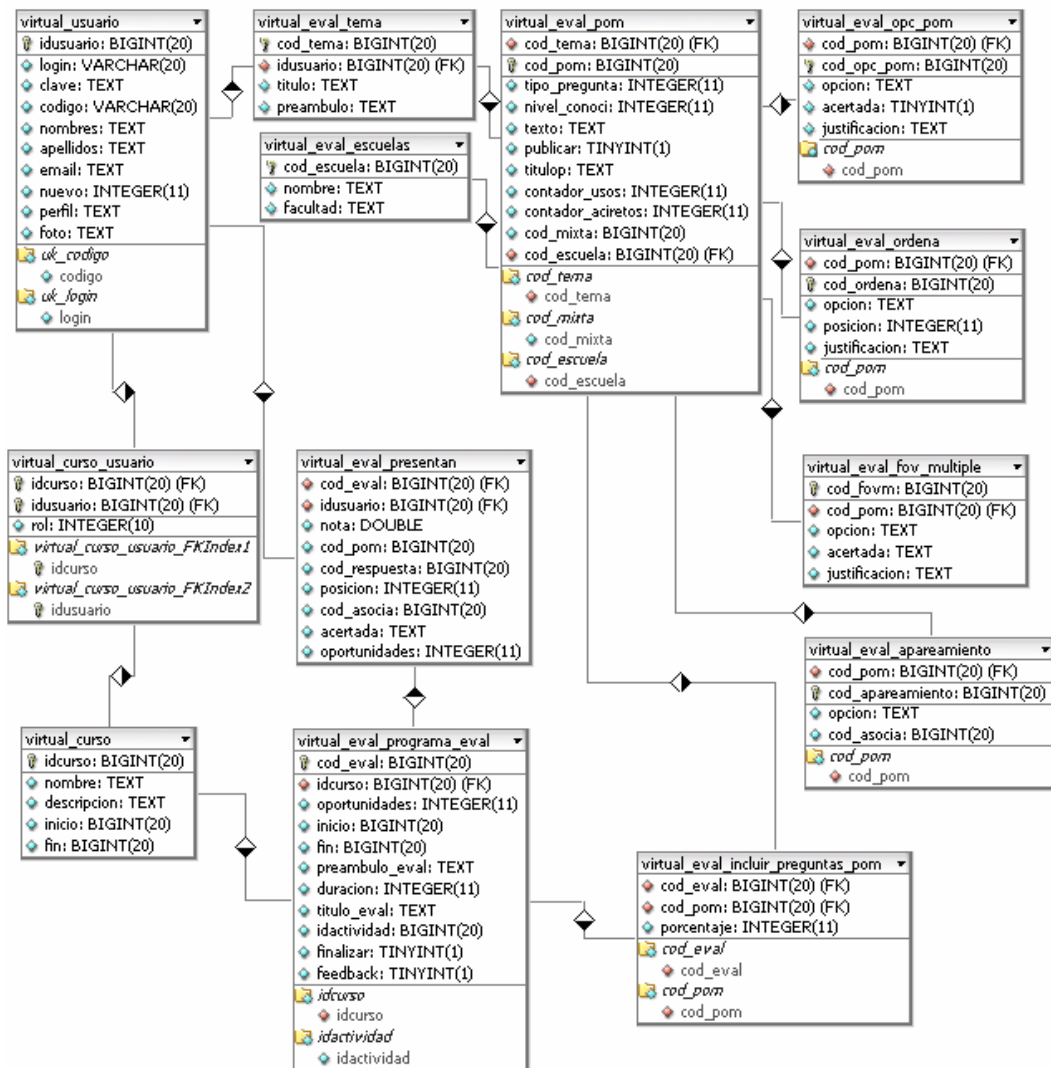 virtual_usuario
idusuario: BIGINT(20)
login: VARCHAR(20)
clave: TEXT
codigo: VARCHAR(20)
nombres: TEXT
apellidos: TEXT
email: TEXT
nuevo: INTEGER(11)
perfil: TEXT
foto: TEXT
uk_codigo
codigo
uk_login
login
virtual_eval_tema
cod_tema: BIGINT(20)
idusuario: BIGINT(20) (FK)
titulo: TEXT
preambulo: TEXT
virtual_eval_escuelas
cod_escuela: BIGINT(20)
nombre: TEXT
facultad: TEXT
virtual_eval_pom
cod_tema: BIGINT(20) (FK)
cod_pom: BIGINT(20)
tipo_pregunta: INTEGER(11)
nivel_conoci: INTEGER(11)
texto: TEXT
publicar: TINYINT(1)
titulop: TEXT
contador_usos: INTEGER(11)
contador_aciretos: INTEGER(11)
cod_mixta: BIGINT(20)
cod_escuela: BIGINT(20) (FK)
cod_tema
cod_tema
cod_mixta
cod_mixta
cod_escuela
cod_escuela
virtual_eval_opc_pom
cod_pom: BIGINT(20) (FK)
cod_opc_pom: BIGINT(20)
opcion: TEXT
acertada: TINYINT(1)
justificacion: TEXT
cod_pom
cod_pom
virtual_eval_ordena
cod_pom: BIGINT(20) (FK)
cod_ordena: BIGINT(20)
opcion: TEXT
posicion: INTEGER(11)
justificacion: TEXT
cod_pom
cod_pom
virtual_curso_usuario
idcurso: BIGINT(20) (FK)
idusuario: BIGINT(20) (FK)
rol: INTEGER(10)
virtual_curso_usuario_FKIndex1
idcurso
virtual_curso_usuario_FKIndex2
idusuario
virtual_eval_presentan
cod_eval: BIGINT(20) (FK)
idusuario: BIGINT(20) (FK)
nota: DOUBLE
cod_pom: BIGINT(20)
cod_respuesta: BIGINT(20)
posicion: INTEGER(11)
cod_asocia: BIGINT(20)
acertada: TEXT
oportunidades: INTEGER(11)
virtual_eval_fov_multiple
cod_fovm: BIGINT(20)
cod_pom: BIGINT(20) (FK)
opcion: TEXT
acertada: TEXT
justificacion: TEXT
virtual_eval_apareamiento
cod_pom: BIGINT(20) (FK)
cod_apareamiento: BIGINT(20)
opcion: TEXT
cod_asocia: BIGINT(20)
cod_pom
cod_pom
virtual_curso
idcurso: BIGINT(20)
nombre: TEXT
descripcion: TEXT
inicio: BIGINT(20)
fin: BIGINT(20)
virtual_eval_programa_eval
cod_eval: BIGINT(20)
idcurso: BIGINT(20) (FK)
oportunidades: INTEGER(11)
inicio: BIGINT(20)
fin: BIGINT(20)
preambulo_eval: TEXT
duracion: INTEGER(11)
titulo_eval: TEXT
idactividad: BIGINT(20)
finalizar: TINYINT(1)
feedback: TINYINT(1)
idcurso
idcurso
idactividad
idactividad
virtual_eval_incluir_preguntas_pom
cod_eval: BIGINT(20) (FK)
cod_pom: BIGINT(20) (FK)
porcentaje: INTEGER(11)
cod_eval
cod_eval
cod_pom
cod_pom